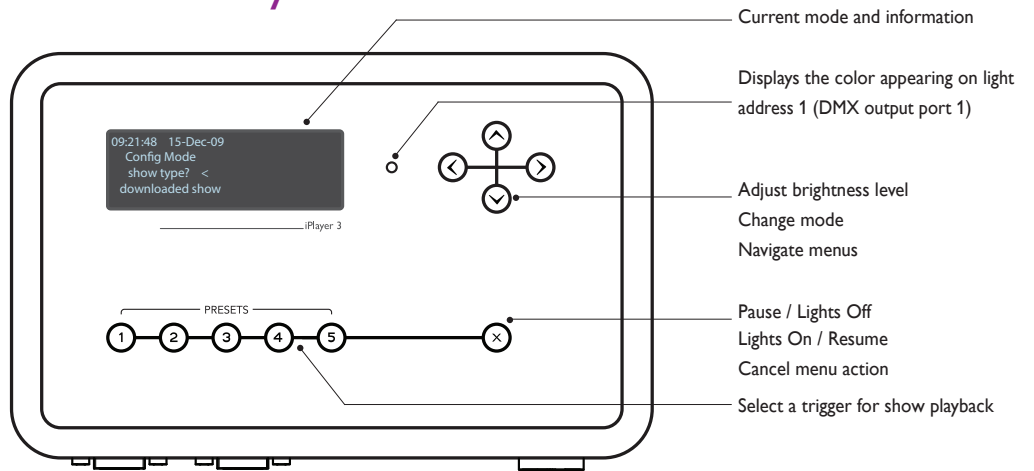 Current mode and information
Displays the color appearing on light
address 1 (DMX output port 1)
09:21:48 15-Dec-09
Config Mode
show type? <
downloaded show
iPlayer 3
Adjust brightness level
Change mode
Navigate menus
PRESETS
1 2 3 4 5 X
Pause / Lights Off
Lights On / Resume
Cancel menu action
Select a trigger for show playback